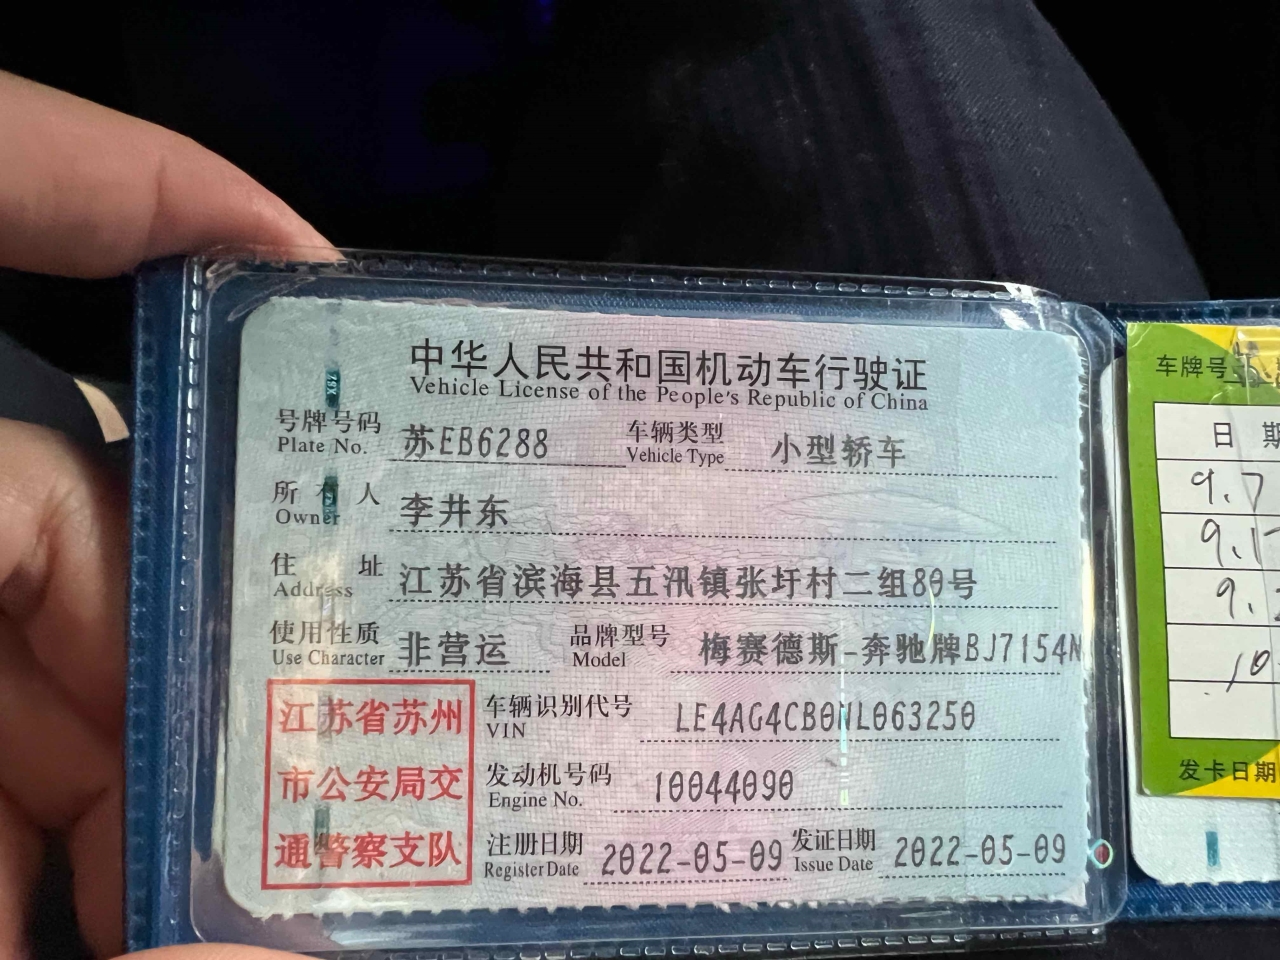 中华人民共和国机动车行驶证
Vehicle License of the People's Republic of China
号牌号码 苏EB6288 车辆类型 小型轿车
Plate No. Vehicle Type
所有人 李井东
Owner
住址 江苏省滨海县五汛镇张圩村二组80号
Address
使用性质 非营运 品牌型号 梅赛德斯-奔驰牌BJ7154N
Use Character Model
江苏省苏州
市公安局交
通警察支队
车辆识别代号 LE4AG4CB0NL063250
VIN
发动机号码 10044090
Engine No.
注册日期 2022-05-09 发证日期 2022-05-09
Register Date Issue Date
车牌号
日期
9.7
9.1
9.
10
发卡日期